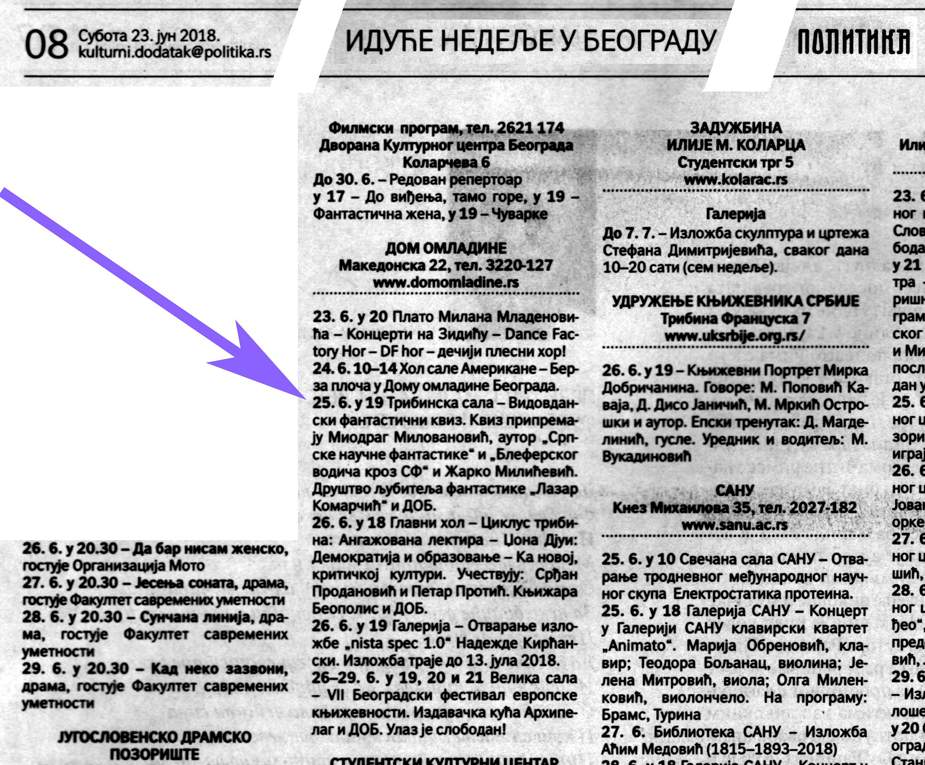 08 Субота 23. јун 2018.
kulturni.dodatak@politika.rs
ИДУЋЕ НЕДЕЉЕ У БЕОГРАДУ
ПОЛИТИКА
26. 6. у 20.30 – Да бар нисам женско,
гостује Организација Мото
27. 6. у 20.30 – Јесења соната, драма,
гостује Факултет савремених уметности
28. 6. у 20.30 – Сунчана линија, дра-
ма, гостује Факултет савремених
уметности
29. 6. у 20.30 – Кад неко зазвони,
драма, гостује Факултет савремених
уметности
ЈУГОСЛОВЕНСКО ДРАМСКО
ПОЗОРИШТЕ
Филмски програм, тел. 2621 174
Дворана Културног центра Београда
Коларчева 6
До 30. 6. – Редован репертоар
у 17 – До виђења, тамо горе, у 19 –
Фантастична жена, у 19 – Чуварке
ДОМ ОМЛАДИНЕ
Македонска 22, тел. 3220-127
www.domomladine.rs
23. 6. у 20 Плато Милана Младенови-
ћа – Концерти на Зидићу – Dance Fac-
tory Hor – DF hor – дечији плесни хор!
24. 6. 10–14 Хол сале Американе – Бер-
за плоча у Дому омладине Београда.
25. 6. у 19 Трибинска сала – Видовдан-
ски фантастични квиз. Квиз припрема-
ју Миодраг Миловановић, аутор „Срп-
ске научне фантастике“ и „Блеферског
водича кроз СФ“ и Жарко Милићевић.
Друштво љубитеља фантастике „Лазар
Комарчић“ и ДОБ.
26. 6. у 18 Главни хол – Циклус триби-
на: Ангажована лектира – Џона Дјуи:
Демократија и образовање – Ка новој,
критичкој култури. Учествују: Срђан
Продановић и Петар Протић. Књижара
Беополис и ДОБ.
26. 6. у 19 Галерија – Отварање изло-
жбе „nista spec 1.0“ Надежде Кирћан-
ски. Изложба траје до 13. јула 2018.
26–29. 6. у 19, 20 и 21 Велика сала
– VII Београдски фестивал европске
књижевности. Издавачка кућа Архипе-
лаг и ДОБ. Улаз је слободан!
СТУДЕНТСКИ КУЛТУРНИ ЦЕНТАР
ЗАДУЖБИНА
ИЛИЈЕ М. КОЛАРЦА
Студентски трг 5
www.kolarac.rs
Галерија
До 7. 7. – Изложба скулптура и цртежа
Стефана Димитријевића, сваког дана
10–20 сати (сем недеље).
УДРУЖЕЊЕ КЊИЖЕВНИКА СРБИЈЕ
Трибина Француска 7
www.uksrbije.org.rs/
26. 6. у 19 – Књижевни Портрет Мирка
Добричанина. Говоре: М. Поповић Ка-
ваја, Д. Дисо Јаничић, М. Мркић Остро-
шки и аутор. Епски тренутак: Д. Магде-
линић, гусле. Уредник и водитељ: М.
Вукадиновић
САНУ
Кнез Михаилова 35, тел. 2027-182
www.sanu.ac.rs
25. 6. у 10 Свечана сала САНУ – Отва-
рање тродневног међународног науч-
ног скупа Електростатика протеина.
25. 6. у 18 Галерија САНУ – Концерт
у Галерији САНУ клавирски квартет
„Animato“. Марија Обреновић, кла-
вир; Теодора Бољанац, виолина; Је-
лена Митровић, виола; Олга Милен-
ковић, виолончело. На програму:
Брамс, Турина
27. 6. Библиотека САНУ – Изложба
Аћим Медовић (1815–1893–2018)
28. 6. у 18 Галерија САНУ – Концерт у